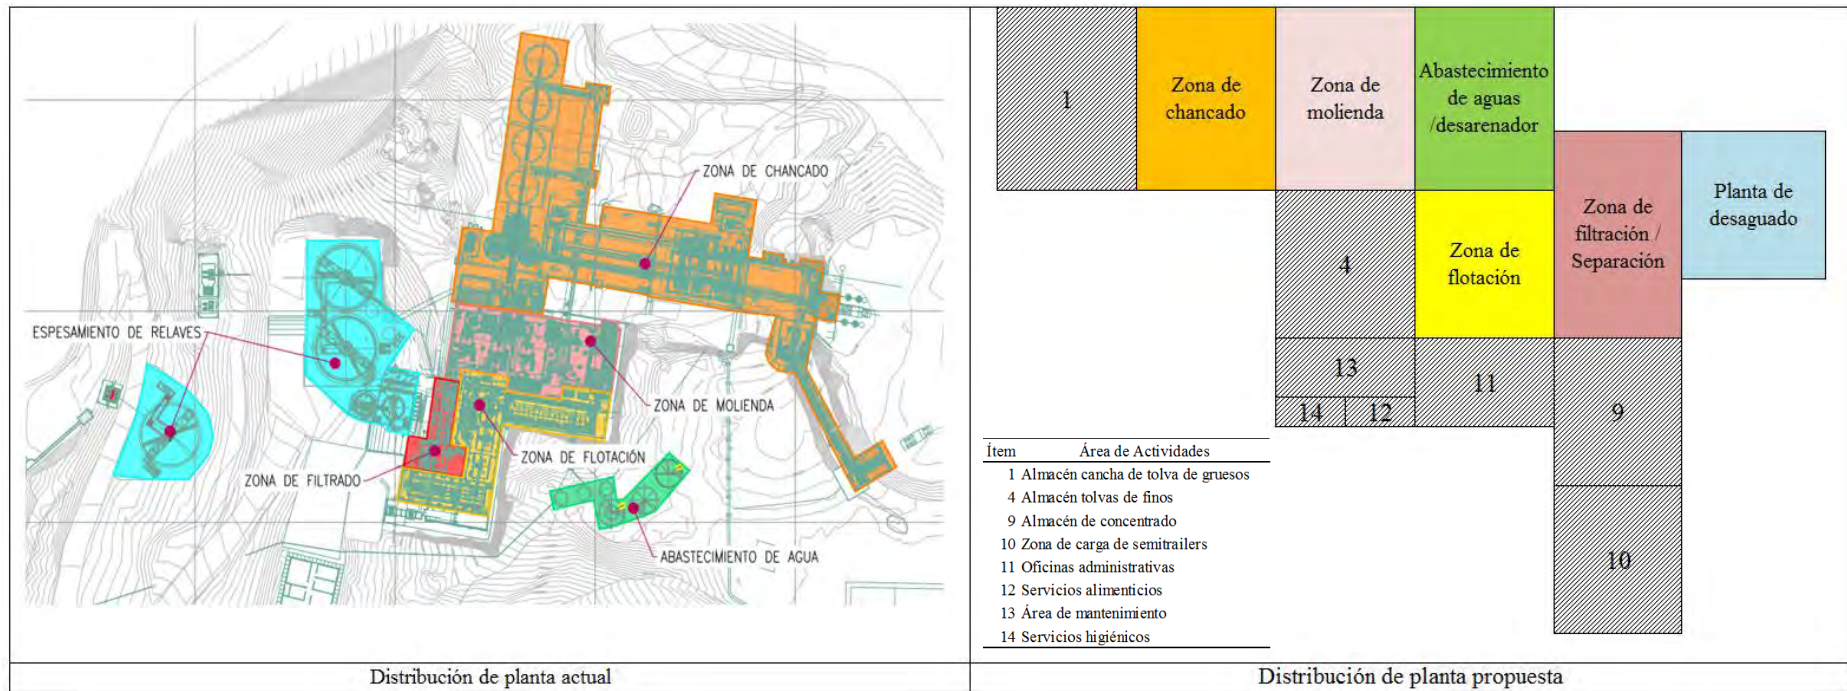 ZONA DE CHANCADO
ESPESAMIENTO DE RELAVES
ZONA DE MOLIENDA
ZONA DE FLOTACIÓN
ZONA DE FILTRADO
ABASTECIMIENTO DE AGUA
Distribución de planta actual
1
Zona de
chancado
Zona de
molienda
Abastecimiento
de aguas
/desarenador
4
Zona de
flotación
Zona de
filtración /
Separación
Planta de
desaguado
13
14
12
11
9
10
Ítem Área de Actividades
1 Almacén cancha de tolva de gruesos
4 Almacén tolvas de finos
9 Almacén de concentrado
10 Zona de carga de semitrailers
11 Oficinas administrativas
12 Servicios alimenticios
13 Área de mantenimiento
14 Servicios higiénicos
Distribución de planta propuesta